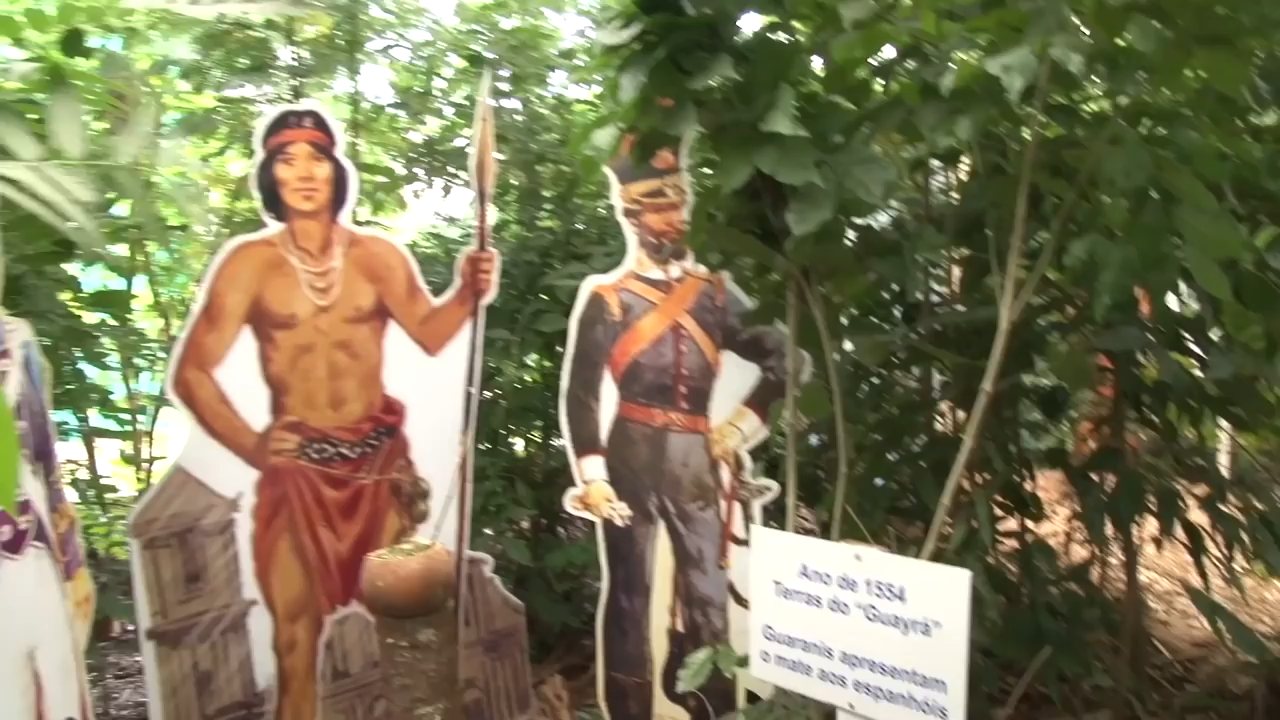 Ano de 1554
Terras do "Guayrá"
Guaranis apresentam
o mate aos espanhóis